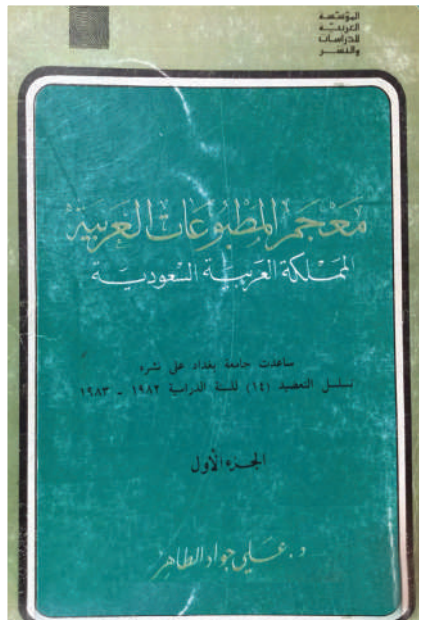 المؤسسة
العربية
للدراسات
والنشر
معجم المطبوعات العربية
المملكة العربية السعودية
ساعدت جامعة بغداد على نشره
تسلسل التعضيد (١٤) للسنة الدراسية ١٩٨٢ - ١٩٨٣
الجزء الأول
د. علي جواد الطاهر